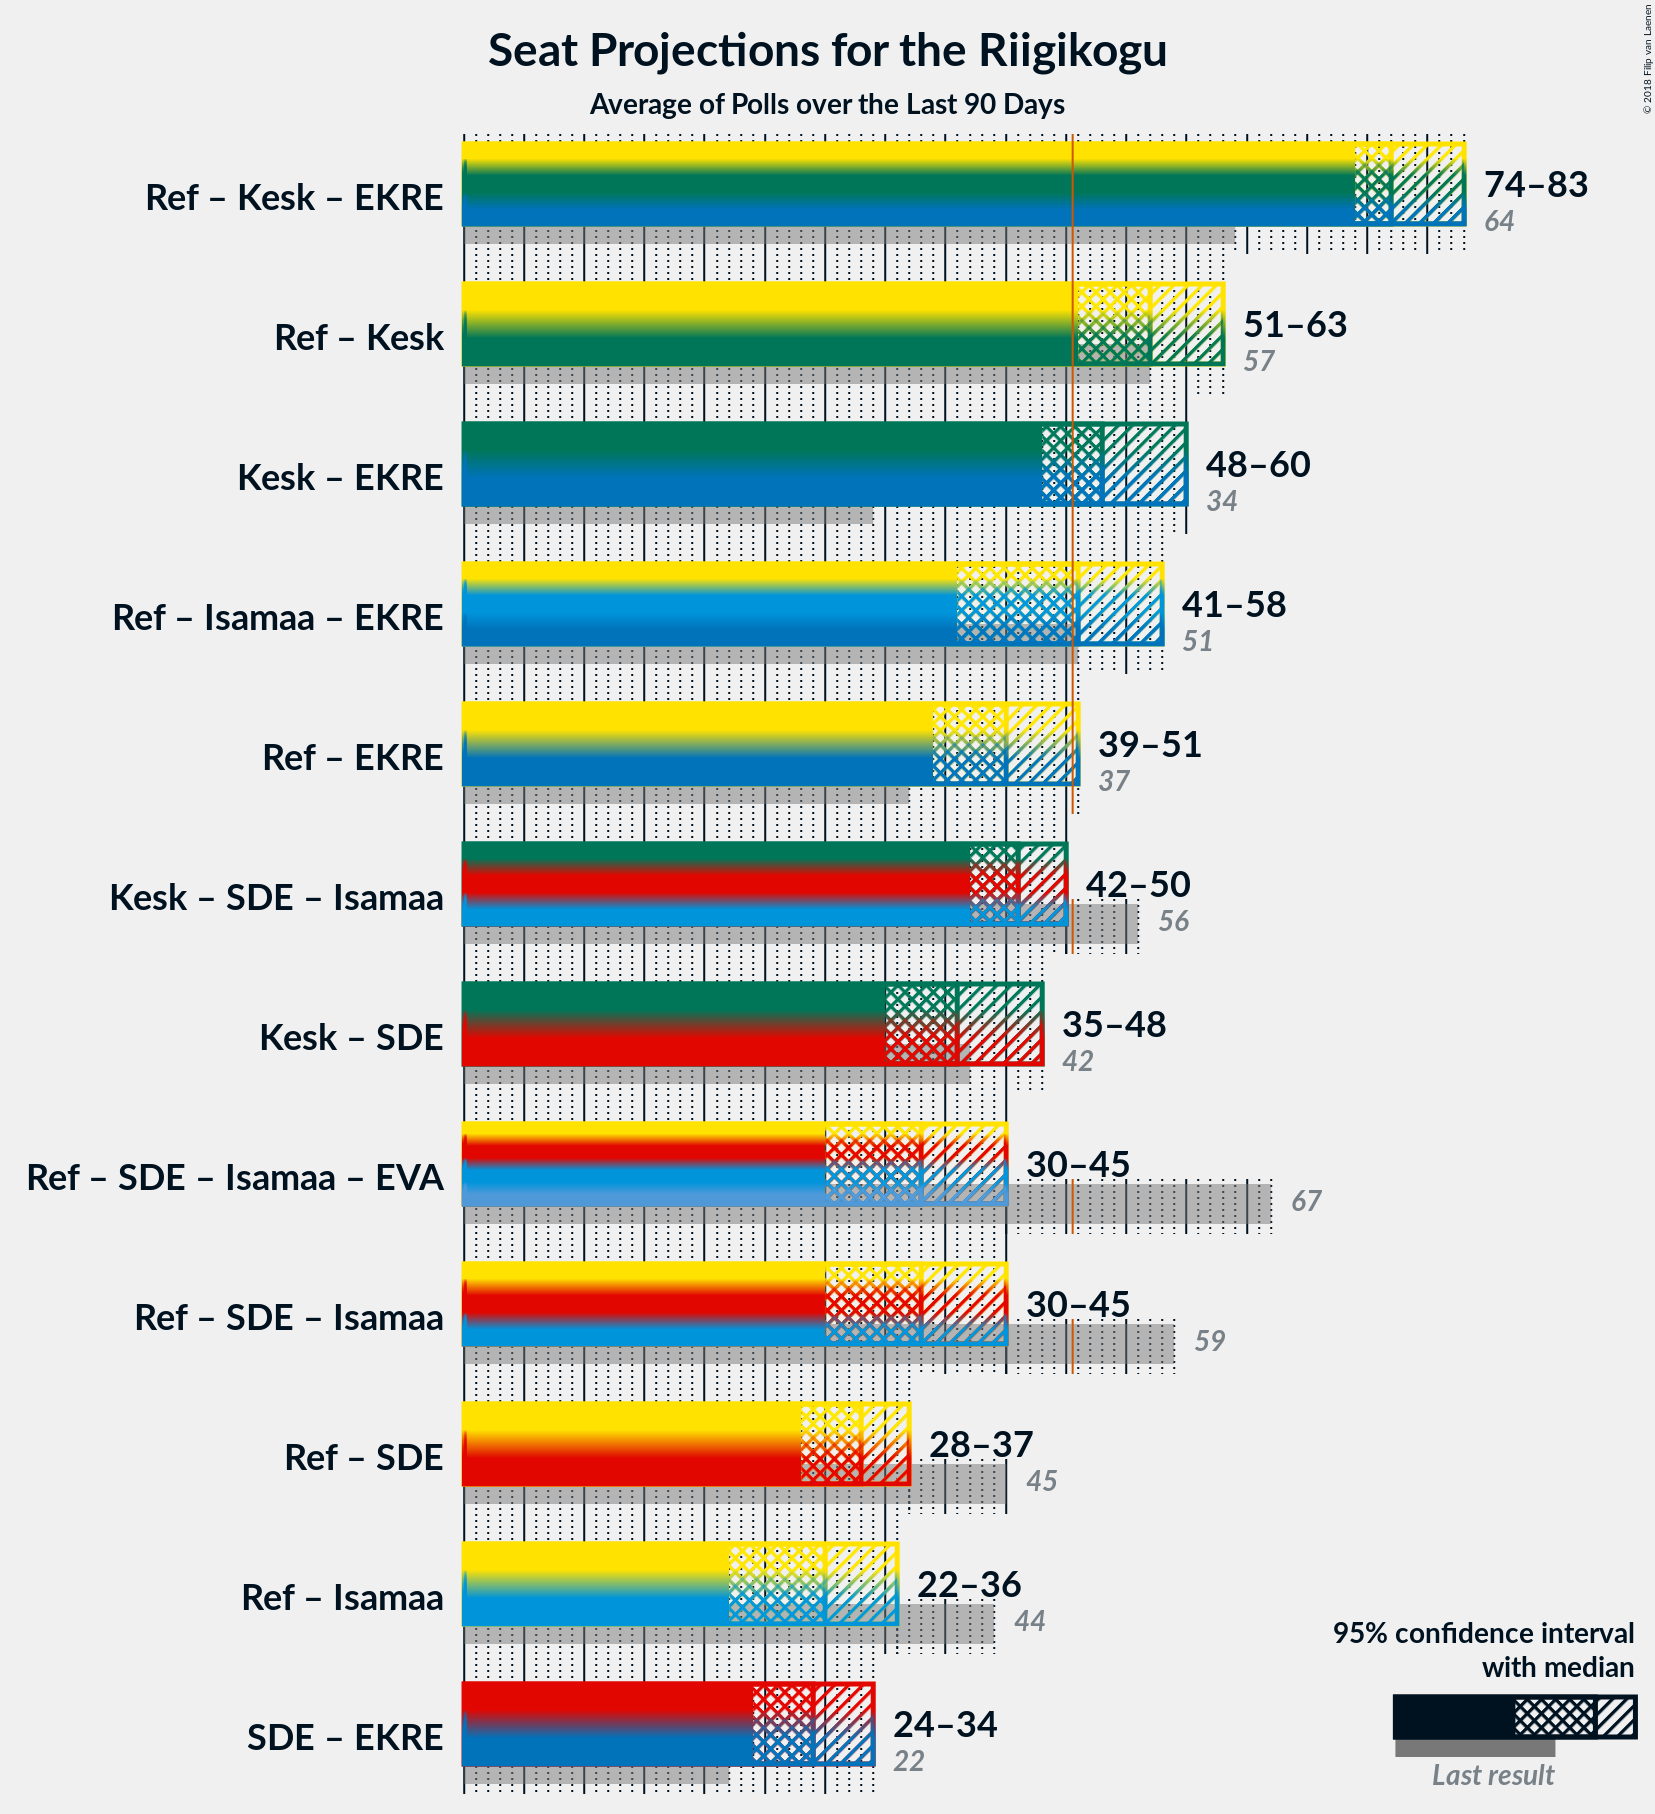 Seat Projections for the Riigikogu
Average of Polls over the Last 90 Days
© 2018 Filip van Laenen
Ref – Kesk – EKRE
74–83
64
Ref – Kesk
51–63
57
Kesk – EKRE
48–60
34
Ref – Isamaa – EKRE
41–58
51
Ref – EKRE
39–51
37
Kesk – SDE – Isamaa
42–50
56
Kesk – SDE
35–48
42
Ref – SDE – Isamaa – EVA
30–45
67
Ref – SDE – Isamaa
30–45
59
Ref – SDE
28–37
45
Ref – Isamaa
22–36
44
SDE – EKRE
24–34
22
95% confidence interval
with median
Last result